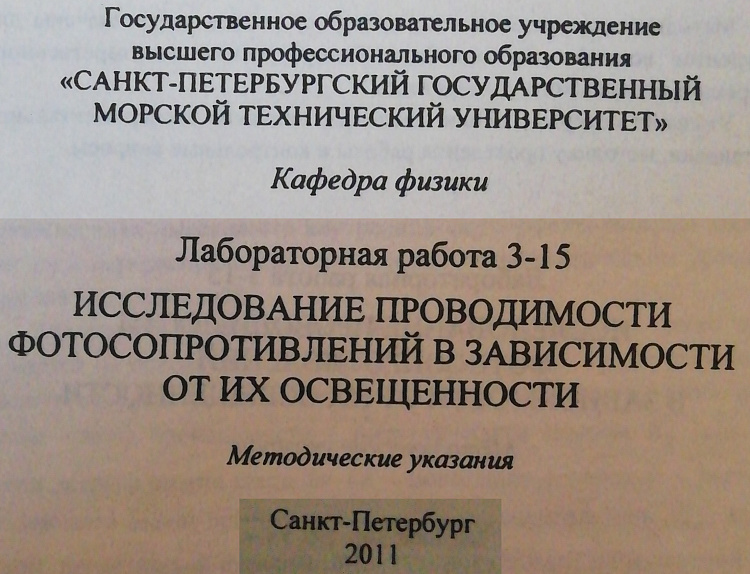 Государственное образовательное учреждение
высшего профессионального образования
«САНКТ-ПЕТЕРБУРГСКИЙ ГОСУДАРСТВЕННЫЙ
МОРСКОЙ ТЕХНИЧЕСКИЙ УНИВЕРСИТЕТ»
Кафедра физики
Лабораторная работа 3-15
ИССЛЕДОВАНИЕ ПРОВОДИМОСТИ
ФОТОСОПРОТИВЛЕНИЙ В ЗАВИСИМОСТИ
ОТ ИХ ОСВЕЩЕННОСТИ
Методические указания
Санкт-Петербург
2011